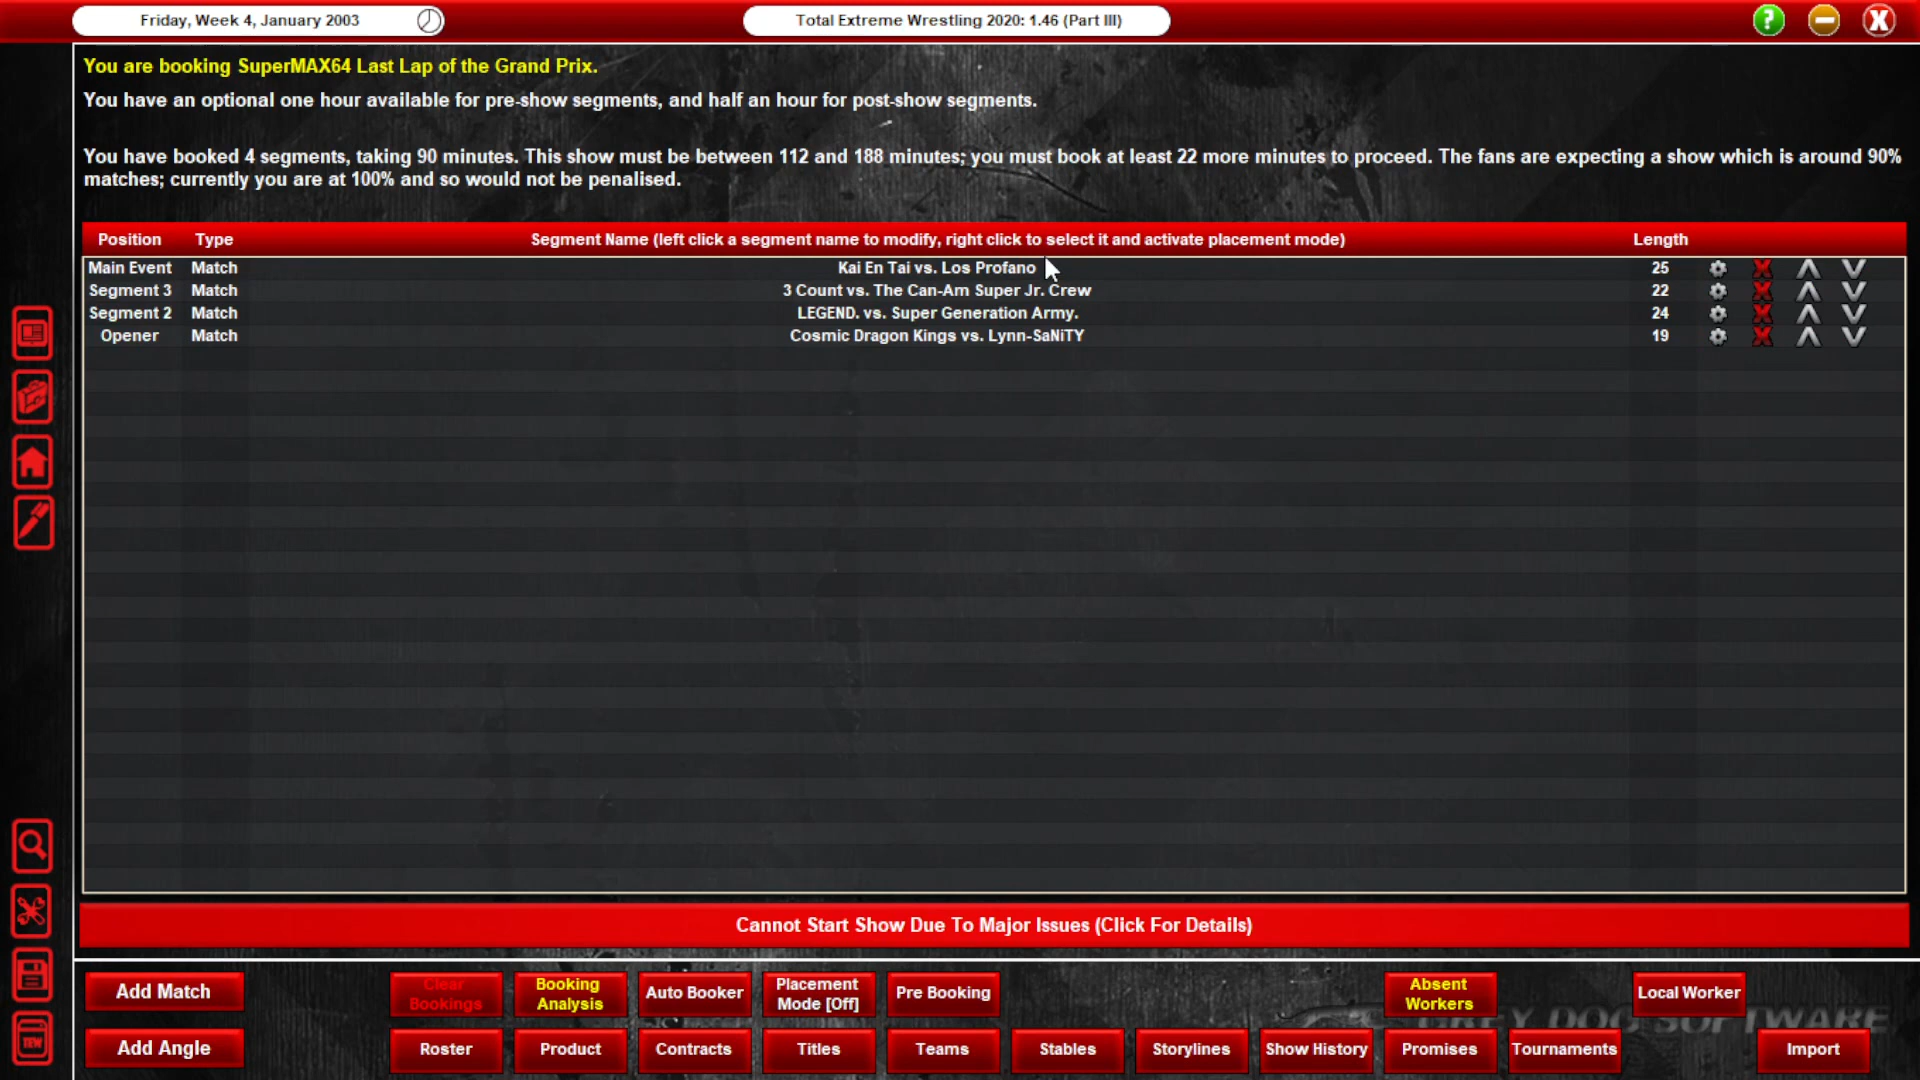 Friday, Week 4, January 2003
Total Extreme Wrestling 2020: 1.46 (Part III)
You are booking SuperMAX64 Last Lap of the Grand Prix.
You have an optional one hour available for pre-show segments, and half an hour for post-show segments.
You have booked 4 segments, taking 90 minutes. This show must be between 112 and 188 minutes; you must book at least 22 more minutes to proceed. The fans are expecting a show which is around 90%
matches; currently you are at 100% and so would not be penalised.
Position Type Segment Name (left click a segment name to modify, right click to select it and activate placement mode) Length
Main Event Match Kai En Tai vs. Los Profano 25
Segment 3 Match 3 Count vs. The Can-Am Super Jr. Crew 22
Segment 2 Match LEGEND. vs. Super Generation Army. 24
Opener Match Cosmic Dragon Kings vs. Lynn-SaNiTY 19
Cannot Start Show Due To Major Issues (Click For Details)
Add Match
Clear
Bookings
Booking
Analysis
Auto Booker
Placement
Mode [Off]
Pre Booking
Absent
Workers
Local Worker
GREY DOG SOFTWARE
Add Angle
Roster
Product
Contracts
Titles
Teams
Stables
Storylines
Show History
Promises
Tournaments
Import
TEW